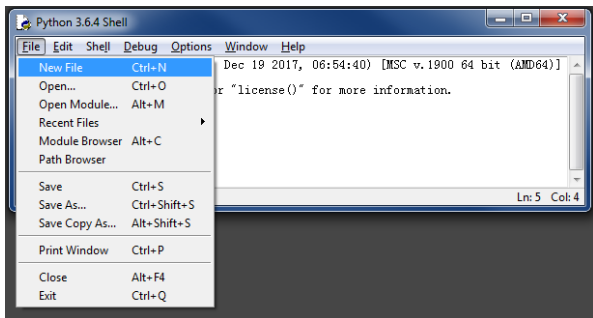 Python 3.6.4 Shell
File Edit Shell Debug Options Window Help
Dec 19 2017, 06:54:40) [MSC v.1900 64 bit (AMD64)]
r "license()" for more information.
New File Ctrl+N
Open... Ctrl+O
Open Module... Alt+M
Recent Files
Module Browser Alt+C
Path Browser
Save Ctrl+S
Save As... Ctrl+Shift+S
Save Copy As... Alt+Shift+S
Print Window Ctrl+P
Close Alt+F4
Exit Ctrl+Q
Ln: 5 Col: 4